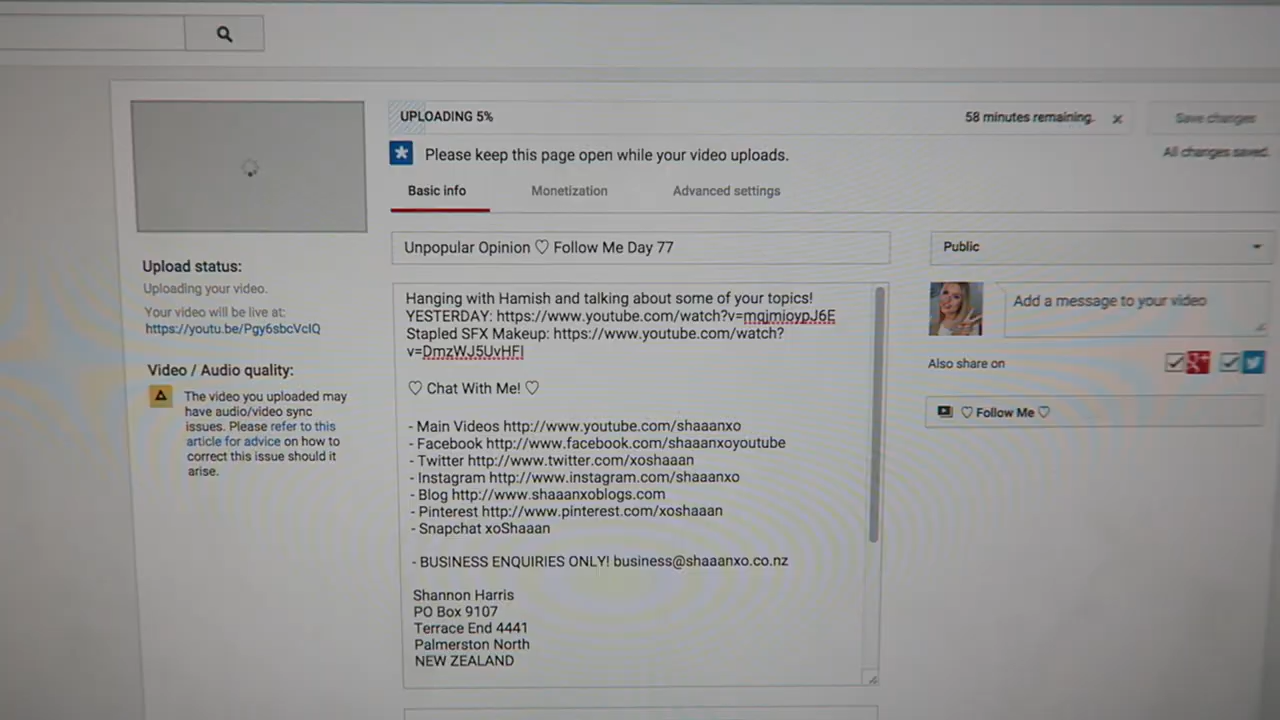 UPLOADING 5%
58 minutes remaining.
Save changes
Please keep this page open while your video uploads.
All changes saved.
Basic info
Monetization
Advanced settings
Unpopular Opinion ♡ Follow Me Day 77
Public
Upload status:
Uploading your video.
Your video will be live at:
https://youtu.be/Pgy6sbcVcIQ
Video / Audio quality:
The video you uploaded may
have audio/video sync
issues. Please refer to this
article for advice on how to
correct this issue should it
arise.
Hanging with Hamish and talking about some of your topics!
YESTERDAY: https://www.youtube.com/watch?v=mqjmioypJ6E
Stapled SFX Makeup: https://www.youtube.com/watch?
v=DmzWJ5UvHFI
♡ Chat With Me! ♡
- Main Videos http://www.youtube.com/shaaanxo
- Facebook http://www.facebook.com/shaaanxoyoutube
- Twitter http://www.twitter.com/xoshaaan
- Instagram http://www.instagram.com/shaaanxo
- Blog http://www.shaaanxoblogs.com
- Pinterest http://www.pinterest.com/xoshaaan
- Snapchat xoShaaan
- BUSINESS ENQUIRIES ONLY! business@shaaanxo.co.nz
Shannon Harris
PO Box 9107
Terrace End 4441
Palmerston North
NEW ZEALAND
Add a message to your video
Also share on
♡ Follow Me ♡